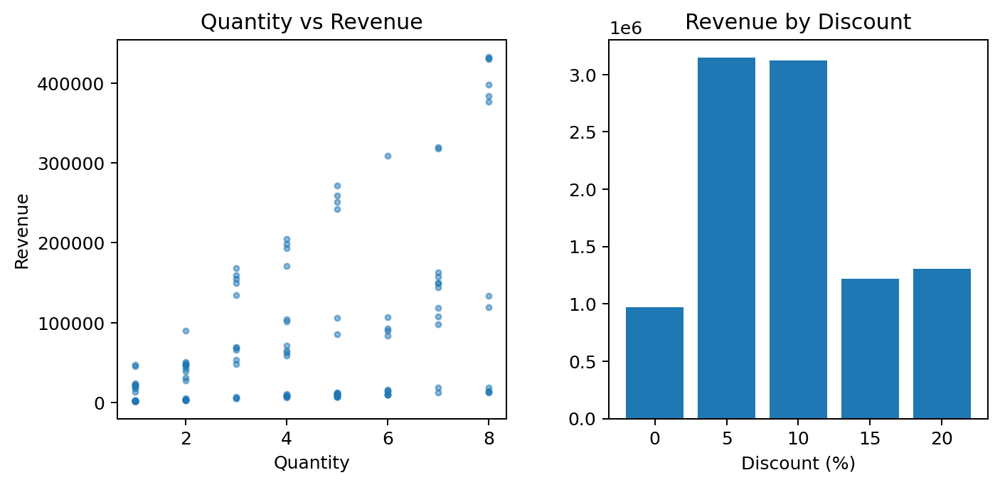 Quantity vs Revenue
400000
300000
200000
100000
0
Revenue
2 4 6 8
Quantity
Revenue by Discount
1e6
3.0
2.5
2.0
1.5
1.0
0.5
0.0
0 5 10 15 20
Discount (%)